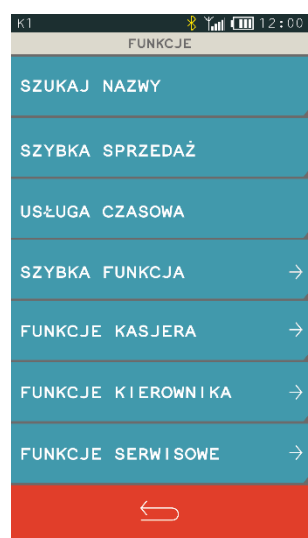 K1 12:00
FUNKCJE
SZUKAJ NAZWY
SZYBKA SPRZEDAŻ
USŁUGA CZASOWA
SZYBKA FUNKCJA
FUNKCJE KASJERA
FUNKCJE KIEROWNIKA
FUNKCJE SERWISOWE